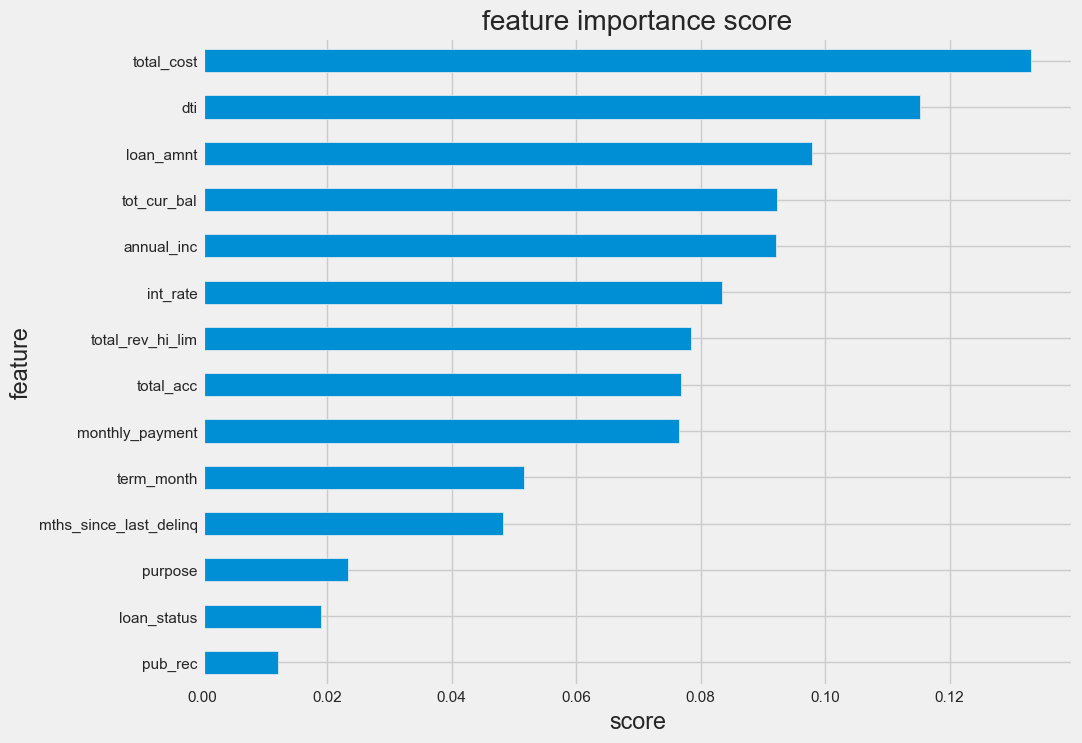 feature importance score
total_cost
dti
loan_amnt
tot_cur_bal
annual_inc
int_rate
total_rev_hi_lim
total_acc
monthly_payment
term_month
mths_since_last_delinq
purpose
loan_status
pub_rec
feature
0.00 0.02 0.04 0.06 0.08 0.10 0.12
score